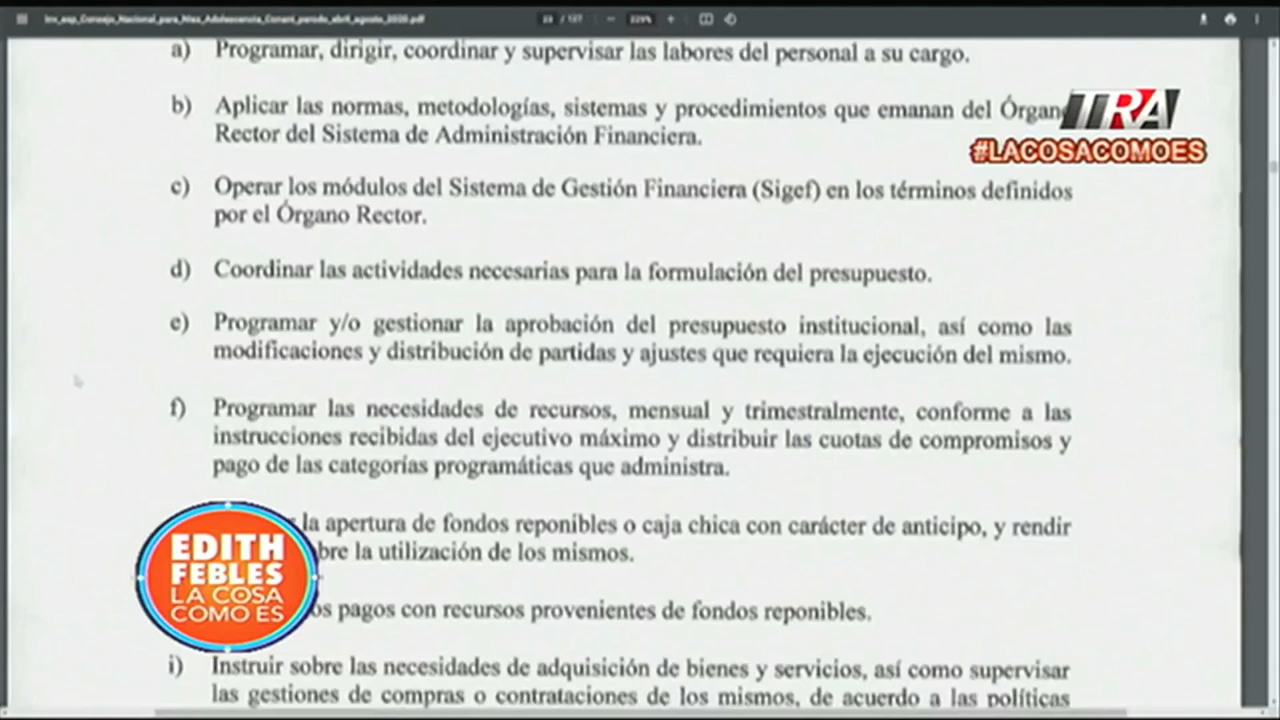 23 / 127
229%
a) Programar, dirigir, coordinar y supervisar las labores del personal a su cargo.
b) Aplicar las normas, metodologías, sistemas y procedimientos que emanan del Órgano
Rector del Sistema de Administración Financiera.
TRA
#LACOSACOMOES
c) Operar los módulos del Sistema de Gestión Financiera (Sigef) en los términos definidos
por el Órgano Rector.
d) Coordinar las actividades necesarias para la formulación del presupuesto.
e) Programar y/o gestionar la aprobación del presupuesto institucional, así como las
modificaciones y distribución de partidas y ajustes que requiera la ejecución del mismo.
f) Programar las necesidades de recursos, mensual y trimestralmente, conforme a las
instrucciones recibidas del ejecutivo máximo y distribuir las cuotas de compromisos y
pago de las categorías programáticas que administra.
la apertura de fondos reponibles o caja chica con carácter de anticipo, y rendir
bre la utilización de los mismos.
os pagos con recursos provenientes de fondos reponibles.
EDITH
FEBLES
LA COSA
COMO ES
i) Instruir sobre las necesidades de adquisición de bienes y servicios, así como supervisar
las gestiones de compras o contrataciones de los mismos, de acuerdo a las políticas